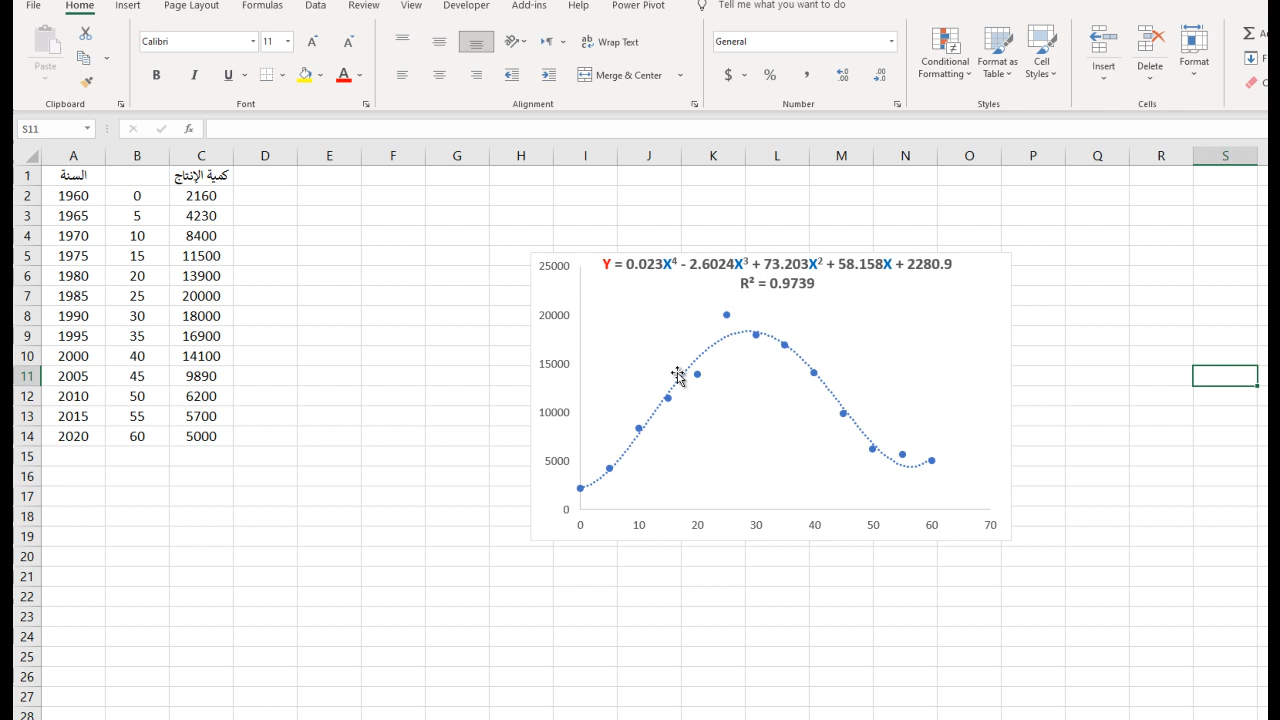 File Home Insert Page Layout Formulas Data Review View Developer Add-ins Help Power Pivot Tell me what you want to do
Paste
Calibri 11 A A
B I U A
Wrap Text
Merge & Center
General
$ % ,
Conditional Formatting
Format as Table
Cell Styles
Insert Delete Format
Clipboard Font Alignment Number Styles Cells
S11 fx
A B C D E F G H I J K L M N O P Q R S
1 السنة كمية الإنتاج
2 1960 0 2160
3 1965 5 4230
4 1970 10 8400
5 1975 15 11500
6 1980 20 13900
7 1985 25 20000
8 1990 30 18000
9 1995 35 16900
10 2000 40 14100
11 2005 45 9890
12 2010 50 6200
13 2015 55 5700
14 2020 60 5000
15
16
17
18
19
20
21
22
23
24
25
26
27
28
Y = 0.023X⁴ - 2.6024X³ + 73.203X² + 58.158X + 2280.9
R² = 0.9739
25000
20000
15000
10000
5000
0
0 10 20 30 40 50 60 70